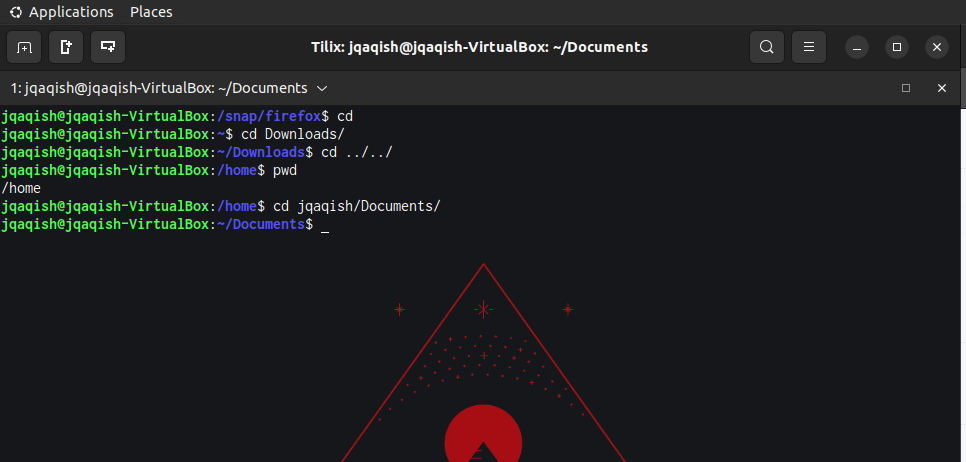 Applications Places
Tilix: jqaqish@jqaqish-VirtualBox: ~/Documents
1: jqaqish@jqaqish-VirtualBox: ~/Documents
jqaqish@jqaqish-VirtualBox:/snap/firefox$ cd
jqaqish@jqaqish-VirtualBox:~$ cd Downloads/
jqaqish@jqaqish-VirtualBox:~/Downloads$ cd ../../
jqaqish@jqaqish-VirtualBox:/home$ pwd
/home
jqaqish@jqaqish-VirtualBox:/home$ cd jqaqish/Documents/
jqaqish@jqaqish-VirtualBox:~/Documents$ _